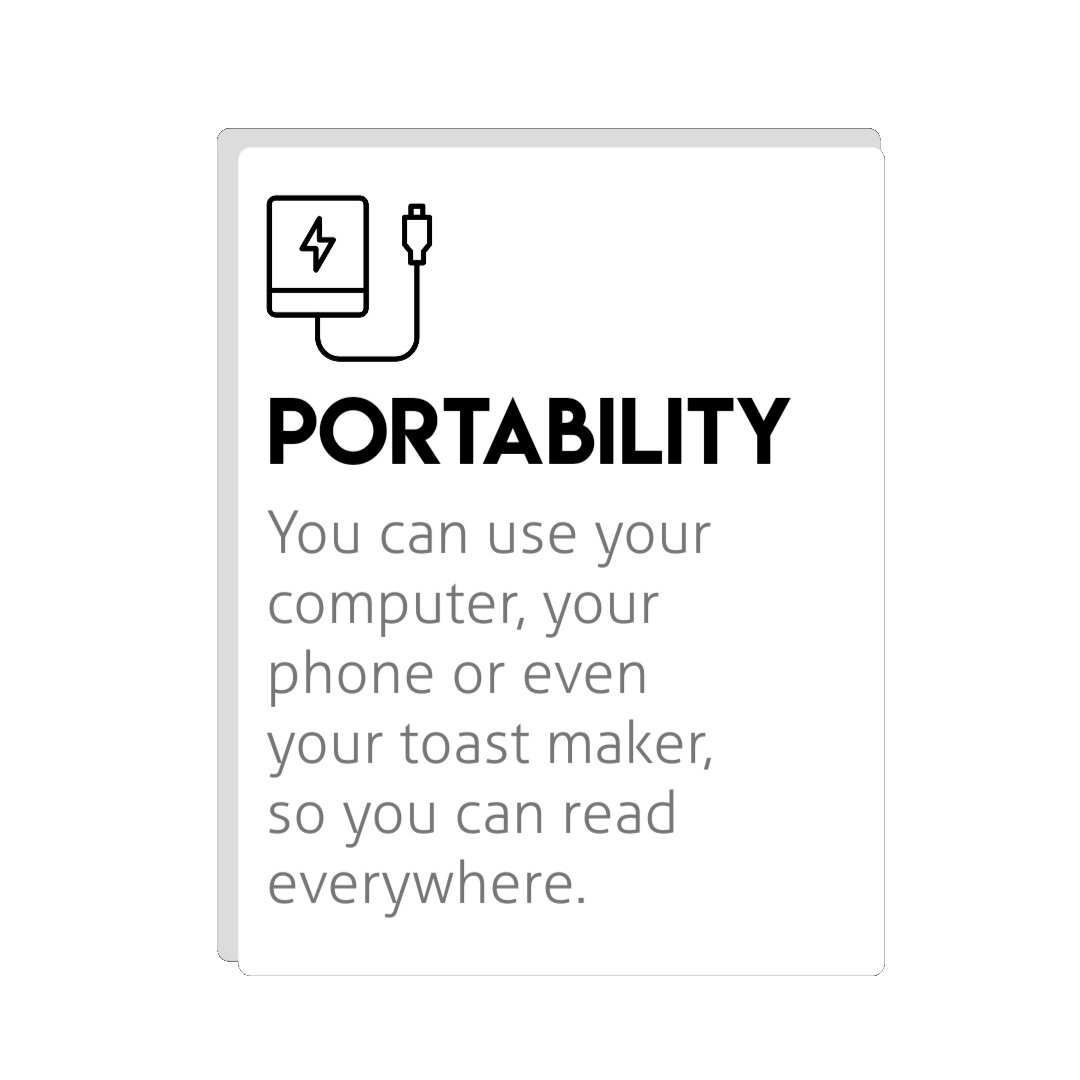 PORTABILITY
You can use your
computer, your
phone or even
your toast maker,
so you can read
everywhere.